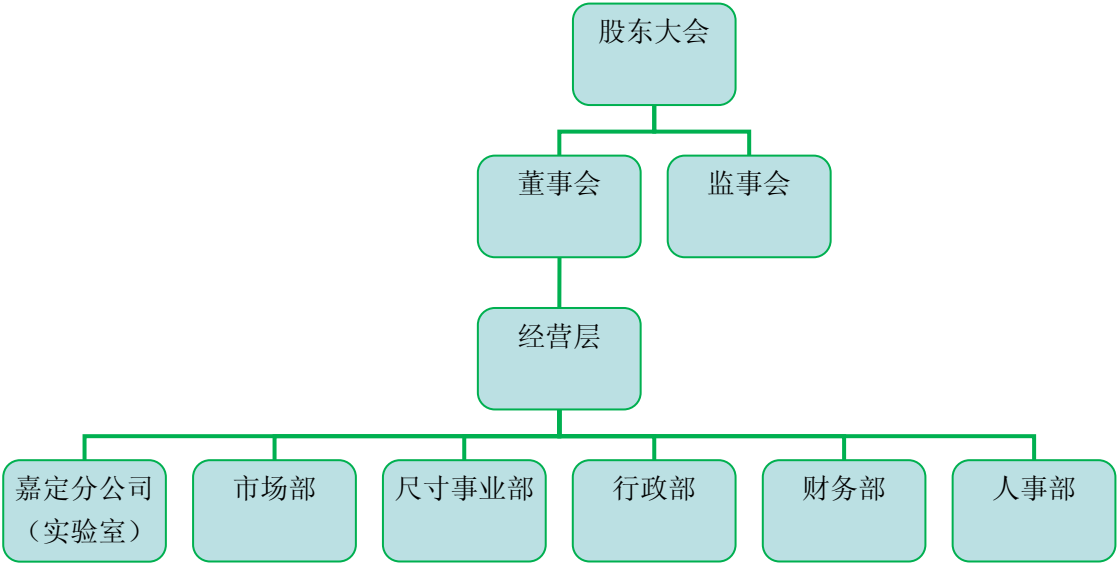 股东大会
董事会
监事会
经营层
嘉定分公司
（实验室）
市场部
尺寸事业部
行政部
财务部
人事部